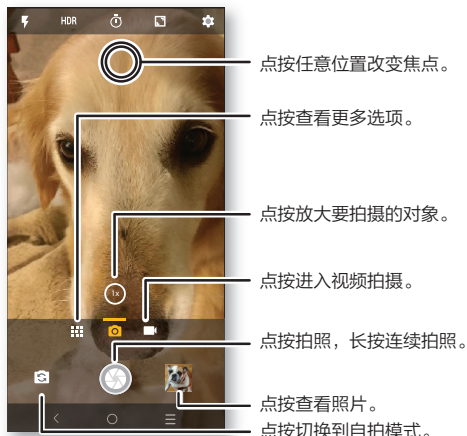 HDR
点按任意位置改变焦点。
点按查看更多选项。
点按放大要拍摄的对象。
1x
点按进入视频拍摄。
点按拍照，长按连续拍照。
点按查看照片。
点按切换到自拍模式。